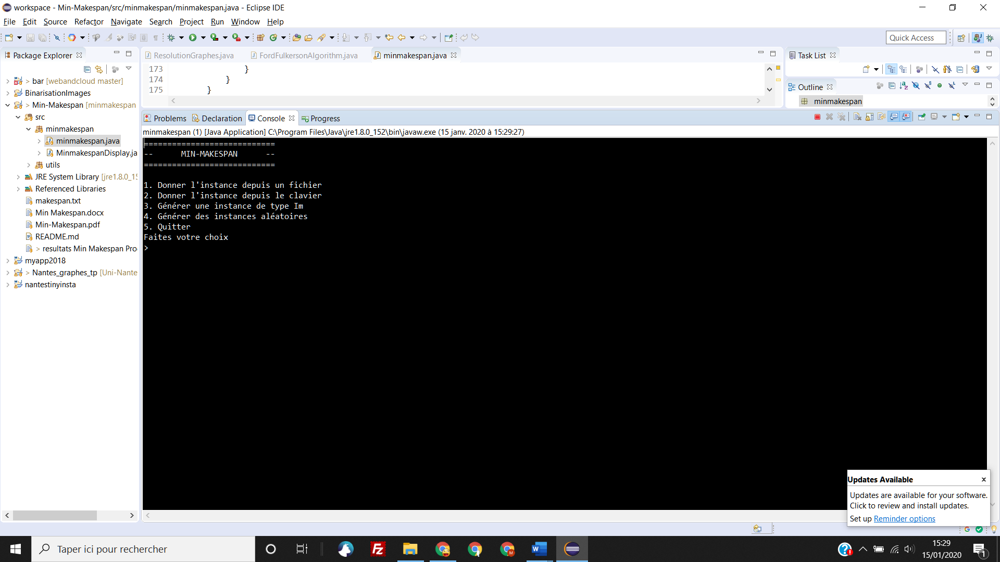 workspace - Min-Makespan/src/minmakespan/minmakespan.java - Eclipse IDE
File Edit Source Refactor Navigate Search Project Run Window Help
Quick Access
Package Explorer
ResolutionGraphes.java
FordFulkersonAlgorithm.java
minmakespan.java
Task List
173 }
174 }
175 }
Outline
minmakespan
> bar [webandcloud master]
BinarisationImages
> Min-Makespan [minmakespan
src
minmakespan
minmakespan.java
MinmakespanDisplay.ja
utils
JRE System Library [jre1.8.0_15
Referenced Libraries
makespan.txt
Min Makespan.docx
Min-Makespan.pdf
README.md
> resultats Min Makespan Pro
myapp2018
> Nantes_graphes_tp [Uni-Nante
nantestinyinsta
Problems Declaration Console Progress
minmakespan (1) [Java Application] C:\Program Files\Java\jre1.8.0_152\bin\javaw.exe (15 janv. 2020 à 15:29:27)
============================
-- MIN-MAKESPAN --
============================
1. Donner l'instance depuis un fichier
2. Donner l'instance depuis le clavier
3. Générer une instance de type Im
4. Générer des instances aléatoires
5. Quitter
Faites votre choix
>
Updates Available
Updates are available for your software.
Click to review and install updates.
Set up Reminder options
Taper ici pour rechercher
15:29
15/01/2020
1